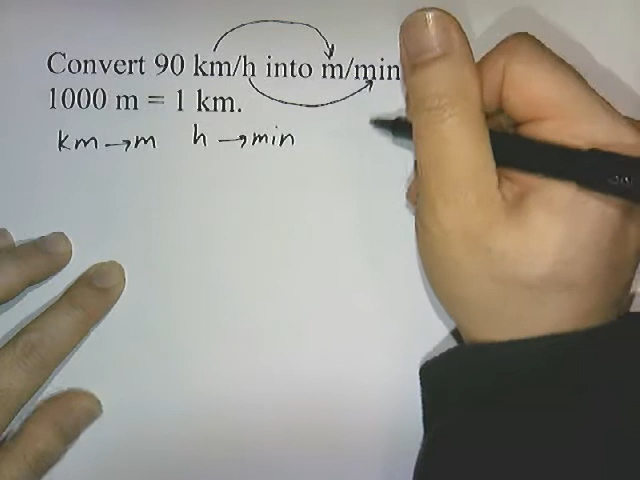 Convert 90 km/h into m/min
1000 m = 1 km.
km → m h → min